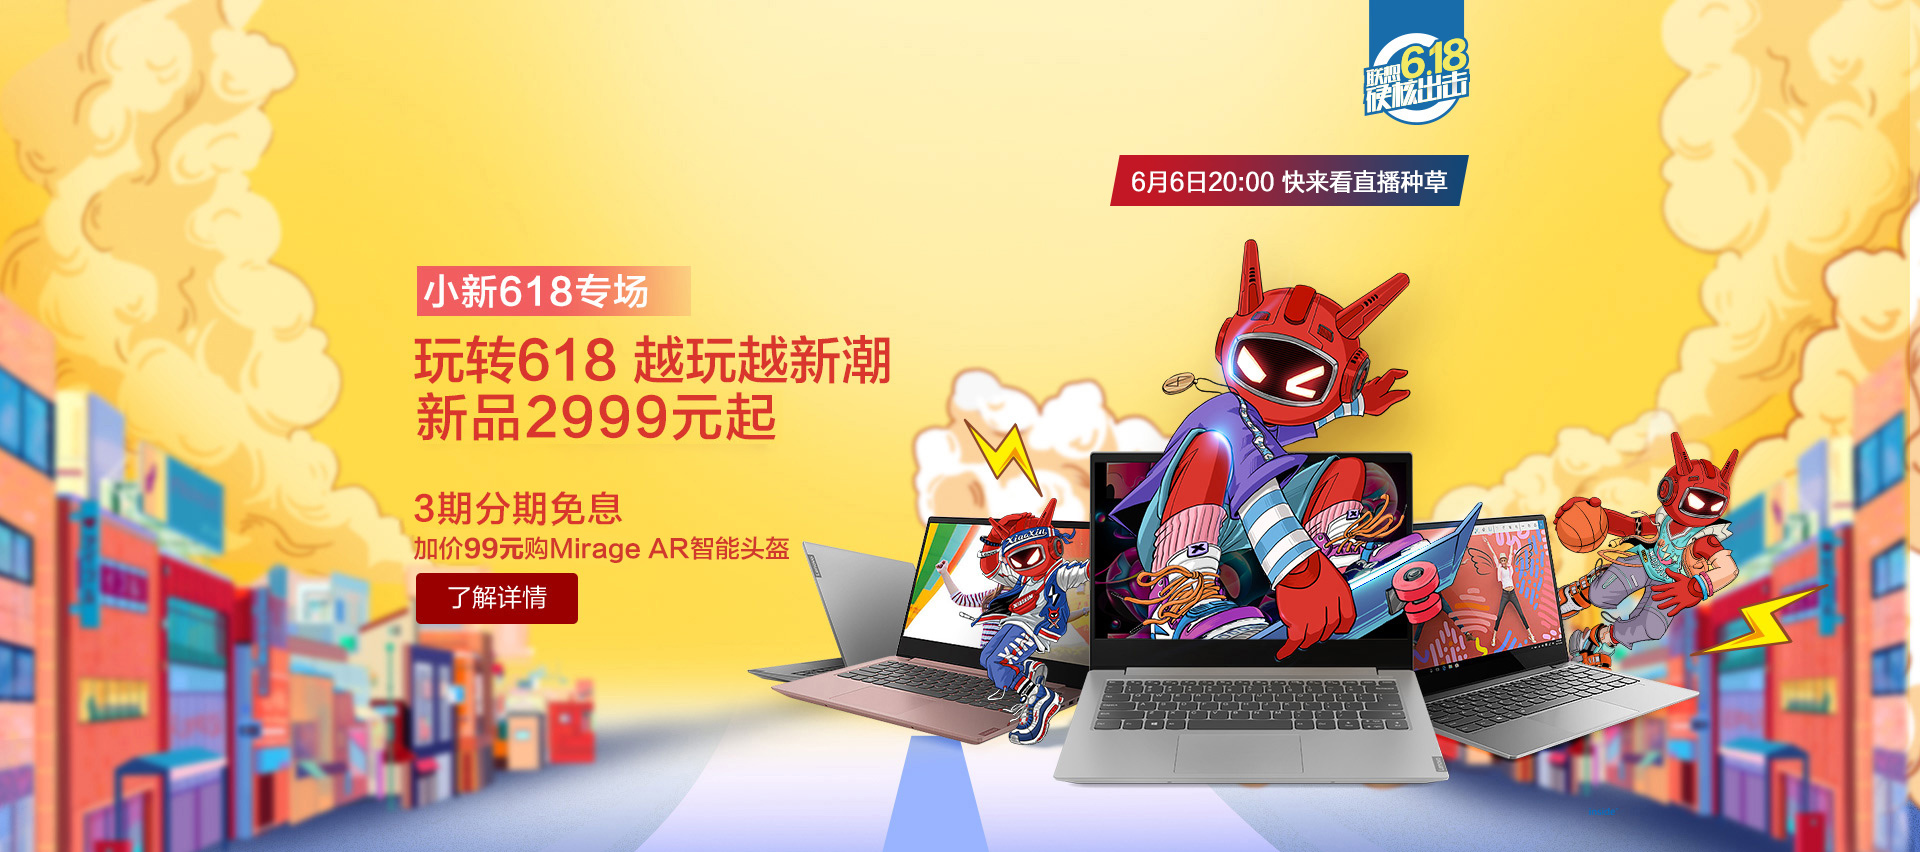 联想6.18
硬核出击
6月6日20:00 快来看直播种草
小新618专场
玩转618 越玩越新潮
新品2999元起
3期分期免息
加价99元购Mirage AR智能头盔
了解详情
XiaoXin